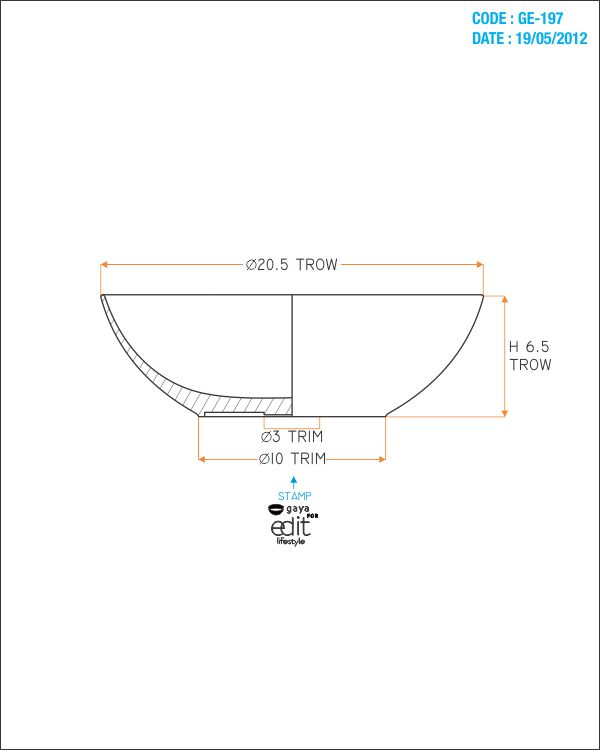 CODE : GE-197
DATE : 19/05/2012
Ø20.5 TROW
H 6.5
TROW
Ø3 TRIM
Ø10 TRIM
STAMP
gaya
FOR
edit
lifestyle